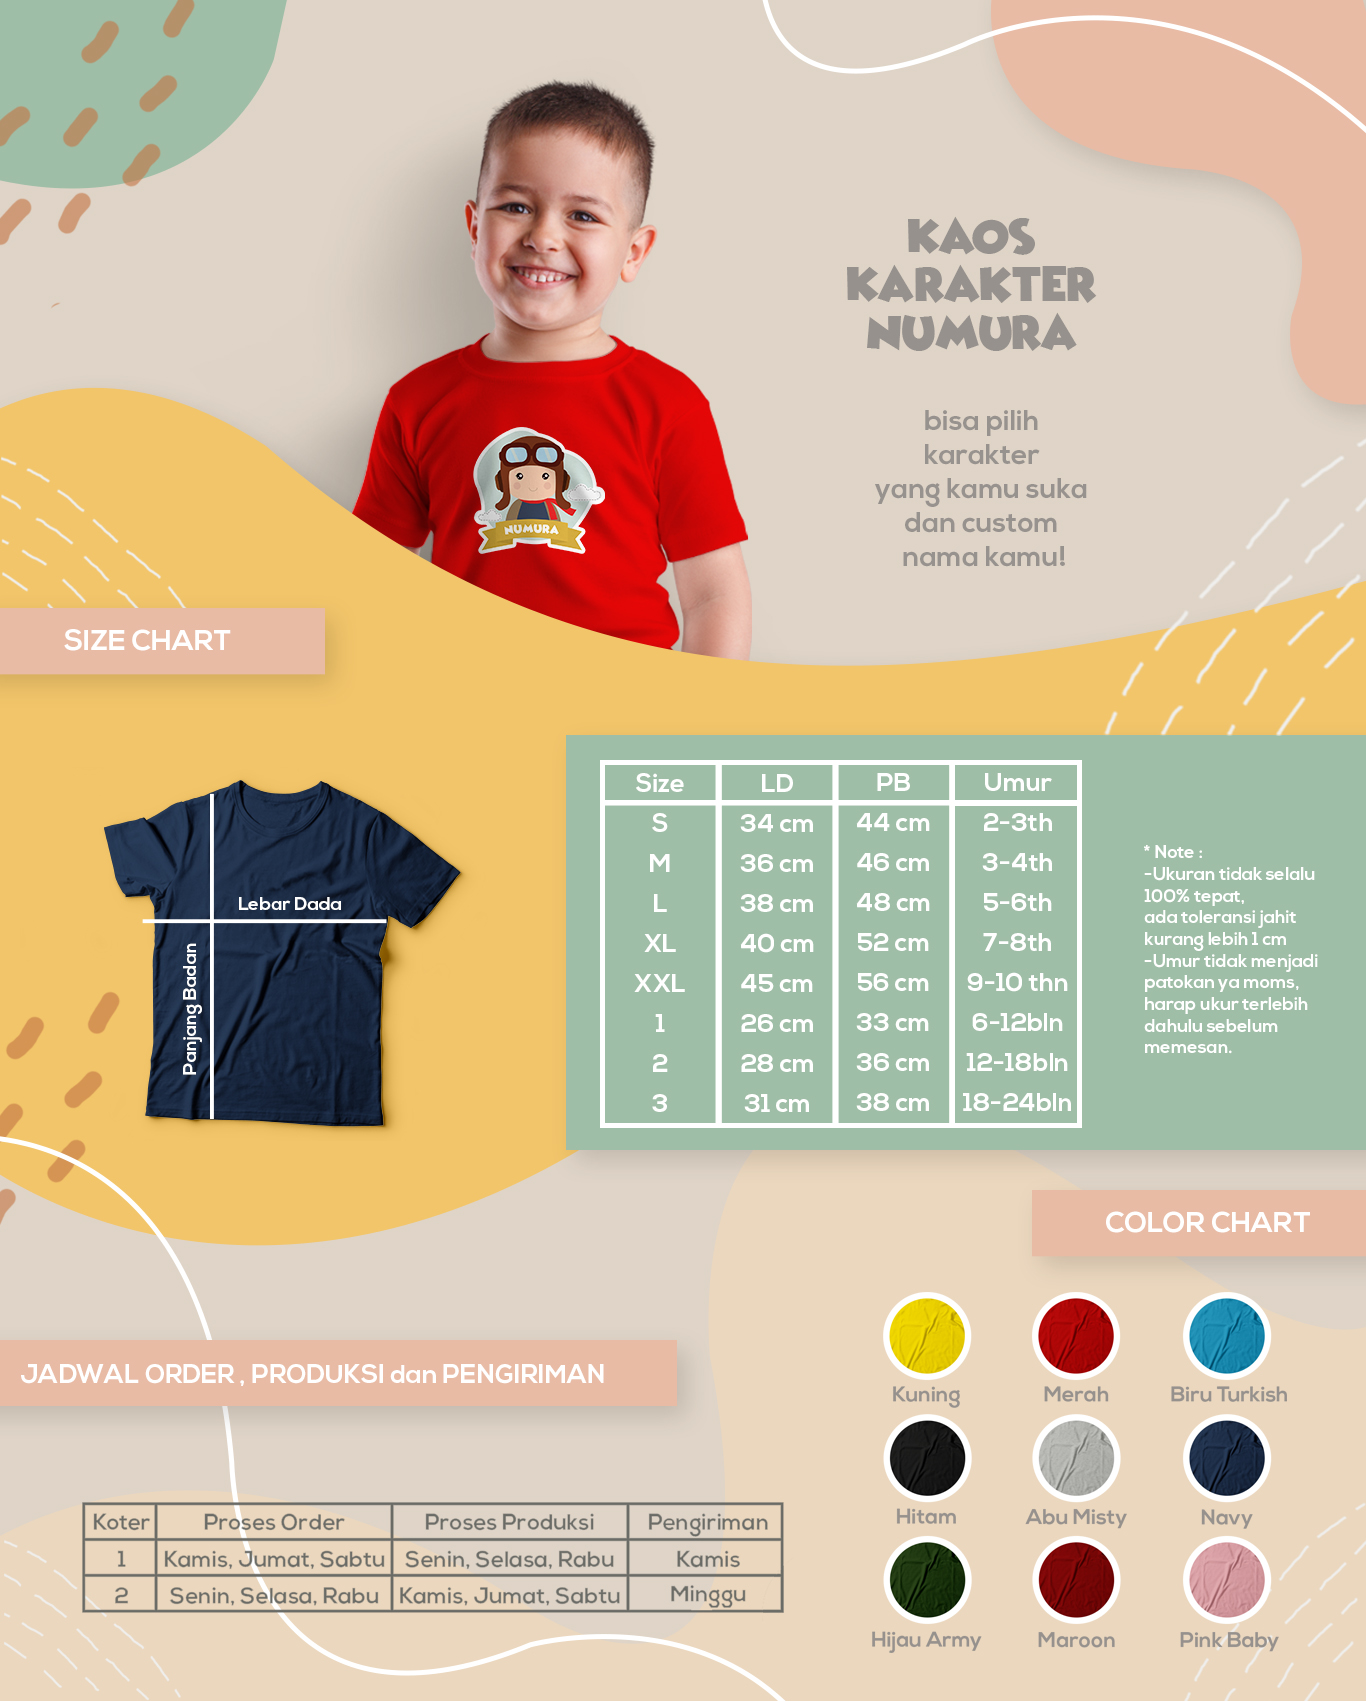 KAOS
KARAKTER
NUMURA
bisa pilih
karakter
yang kamu suka
dan custom
nama kamu!
NUMURA
SIZE CHART
Lebar Dada
Panjang Badan
Size LD PB Umur
S 34 cm 44 cm 2-3th
M 36 cm 46 cm 3-4th
L 38 cm 48 cm 5-6th
XL 40 cm 52 cm 7-8th
XXL 45 cm 56 cm 9-10 thn
1 26 cm 33 cm 6-12bln
2 28 cm 36 cm 12-18bln
3 31 cm 38 cm 18-24bln
* Note :
-Ukuran tidak selalu
100% tepat,
ada toleransi jahit
kurang lebih 1 cm
-Umur tidak menjadi
patokan ya moms,
harap ukur terlebih
dahulu sebelum
memesan.
COLOR CHART
Kuning Merah Biru Turkish
Hitam Abu Misty Navy
Hijau Army Maroon Pink Baby
JADWAL ORDER , PRODUKSI dan PENGIRIMAN
Koter Proses Order Proses Produksi Pengiriman
1 Kamis, Jumat, Sabtu Senin, Selasa, Rabu Kamis
2 Senin, Selasa, Rabu Kamis, Jumat, Sabtu Minggu